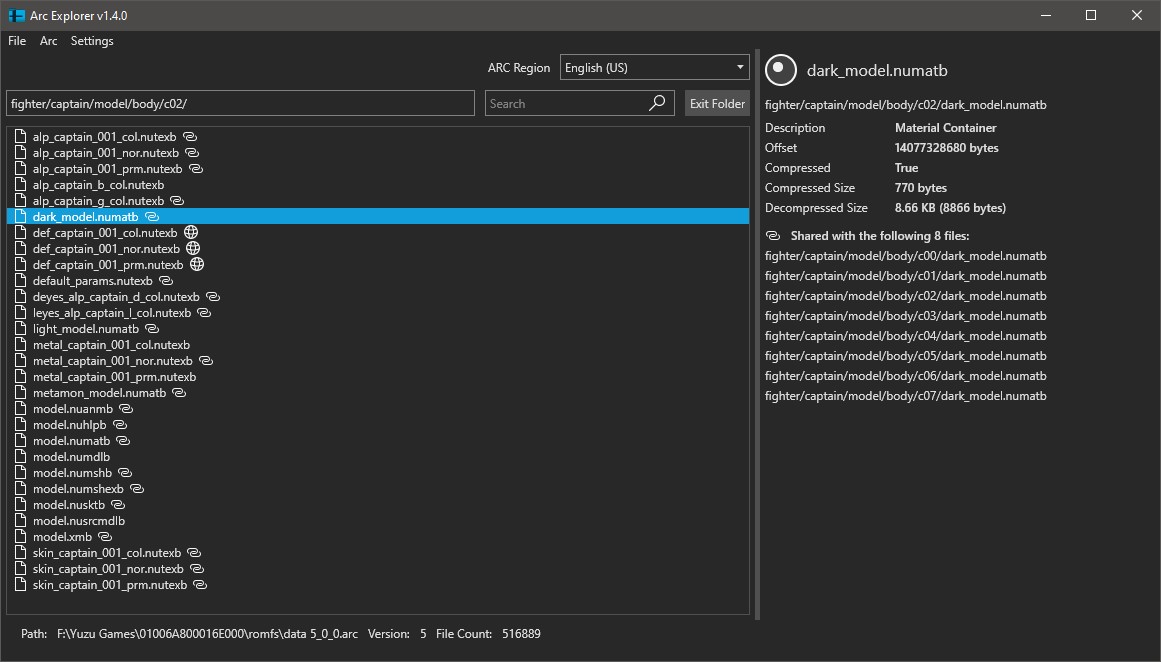 Arc Explorer v1.4.0
File Arc Settings
ARC Region English (US)
fighter/captain/model/body/c02/ Search Exit Folder
alp_captain_001_col.nutexb
alp_captain_001_nor.nutexb
alp_captain_001_prm.nutexb
alp_captain_b_col.nutexb
alp_captain_g_col.nutexb
dark_model.numatb
def_captain_001_col.nutexb
def_captain_001_nor.nutexb
def_captain_001_prm.nutexb
default_params.nutexb
deyes_alp_captain_d_col.nutexb
leyes_alp_captain_l_col.nutexb
light_model.numatb
metal_captain_001_col.nutexb
metal_captain_001_nor.nutexb
metal_captain_001_prm.nutexb
metamon_model.numatb
model.nuanmb
model.nuhlpb
model.numatb
model.numdlb
model.numshb
model.numshexb
model.nusktb
model.nusrcmdlb
model.xmb
skin_captain_001_col.nutexb
skin_captain_001_nor.nutexb
skin_captain_001_prm.nutexb
dark_model.numatb
fighter/captain/model/body/c02/dark_model.numatb
Description Material Container
Offset 14077328680 bytes
Compressed True
Compressed Size 770 bytes
Decompressed Size 8.66 KB (8866 bytes)
Shared with the following 8 files:
fighter/captain/model/body/c00/dark_model.numatb
fighter/captain/model/body/c01/dark_model.numatb
fighter/captain/model/body/c02/dark_model.numatb
fighter/captain/model/body/c03/dark_model.numatb
fighter/captain/model/body/c04/dark_model.numatb
fighter/captain/model/body/c05/dark_model.numatb
fighter/captain/model/body/c06/dark_model.numatb
fighter/captain/model/body/c07/dark_model.numatb
Path: F:\Yuzu Games\01006A800016E000\romfs\data 5_0_0.arc Version: 5 File Count: 516889